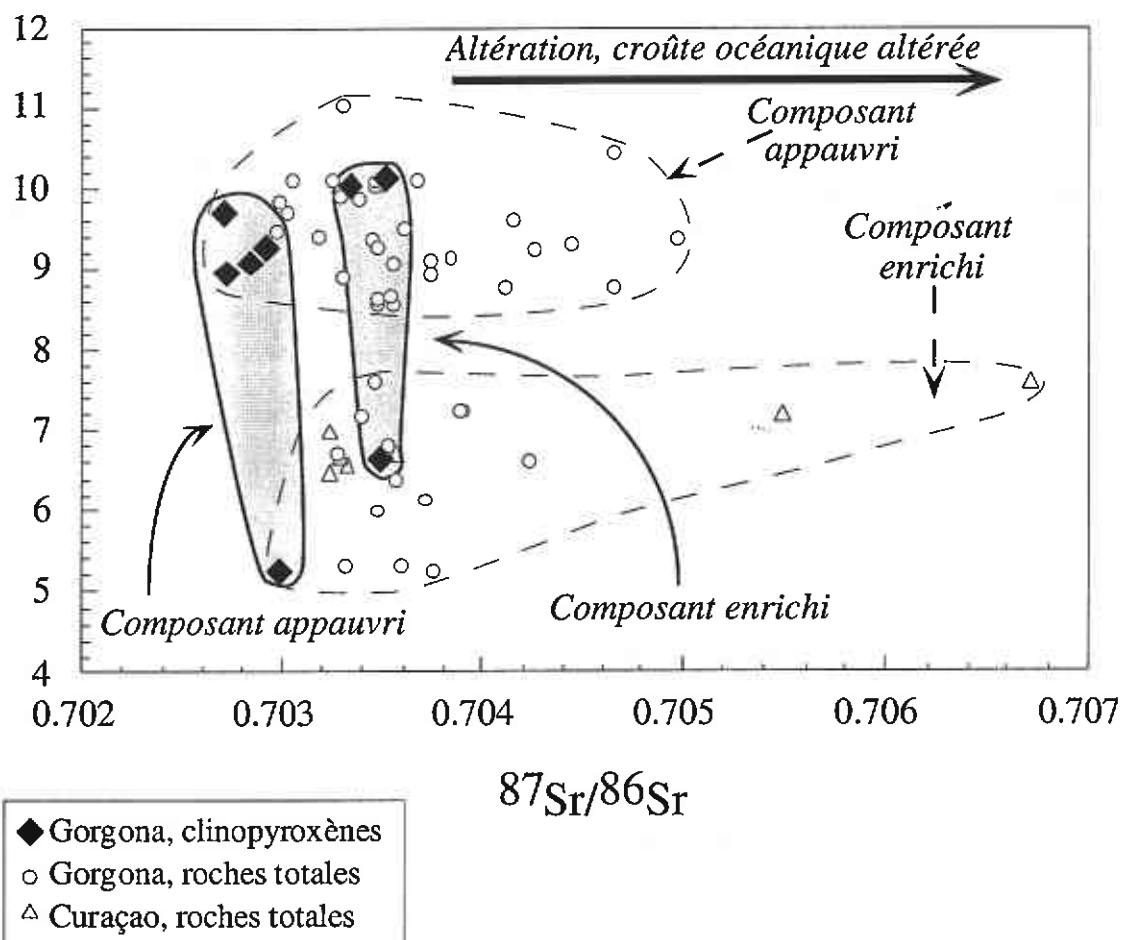 12
11
10
9
8
7
6
5
4
Altération, croûte océanique altérée
Composant
appauvri
Composant
enrichi
Composant appauvri
Composant enrichi
0.702
0.703
0.704
0.705
0.706
0.707
87Sr/86Sr
Gorgona, clinopyroxènes
Gorgona, roches totales
Curaçao, roches totales